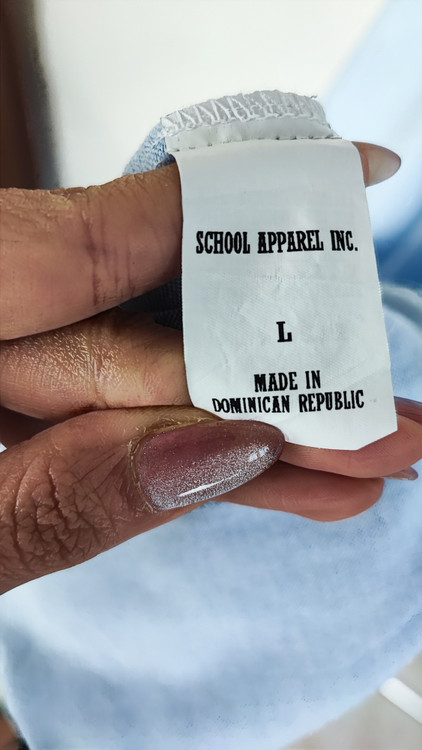 SCHOOL APPAREL INC.
L
MADE IN
DOMINICAN REPUBLIC